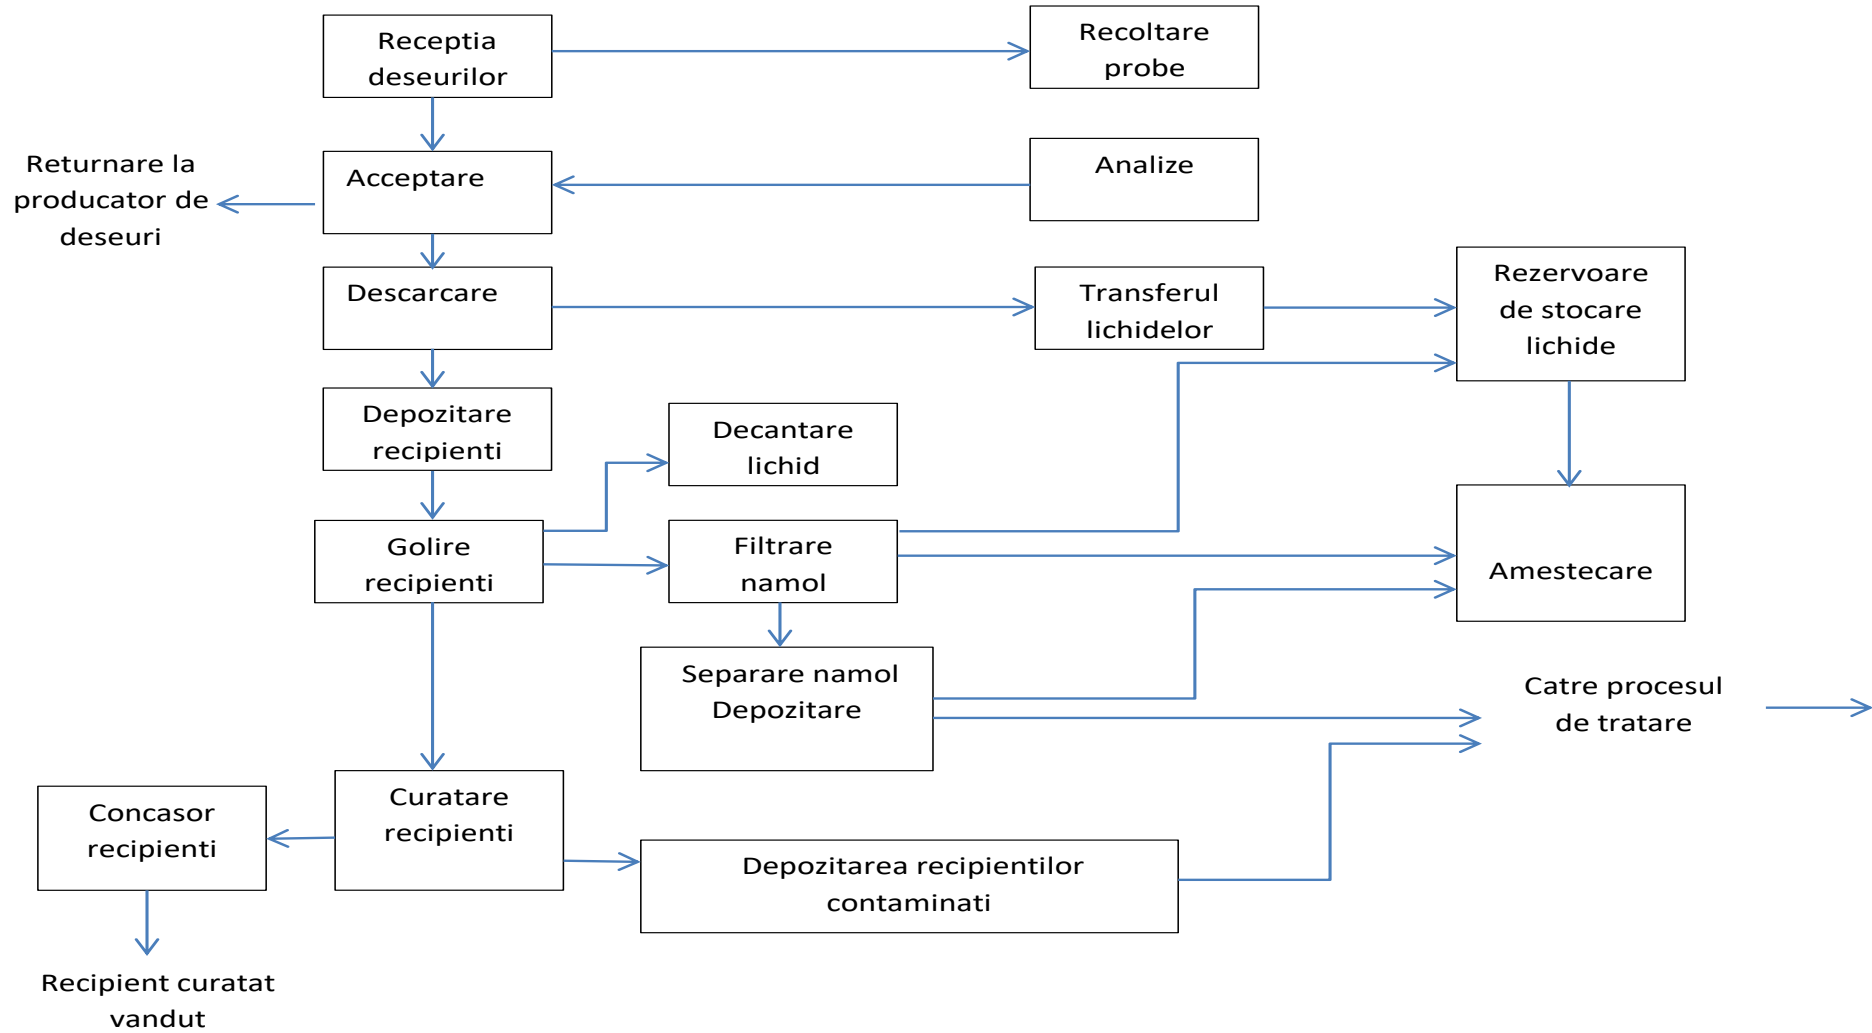 Receptia
deseurilor
Recoltare
probe
Returnare la
producator de
deseuri
Acceptare
Analize
Descarcare
Transferul
lichidelor
Rezervoare
de stocare
lichide
Depozitare
recipienti
Decantare
lichid
Golire
recipienti
Filtrare
namol
Amestecare
Separare namol
Depozitare
Catre procesul
de tratare
Concasor
recipienti
Curatare
recipienti
Depozitarea recipientilor
contaminati
Recipient curatat
vandut